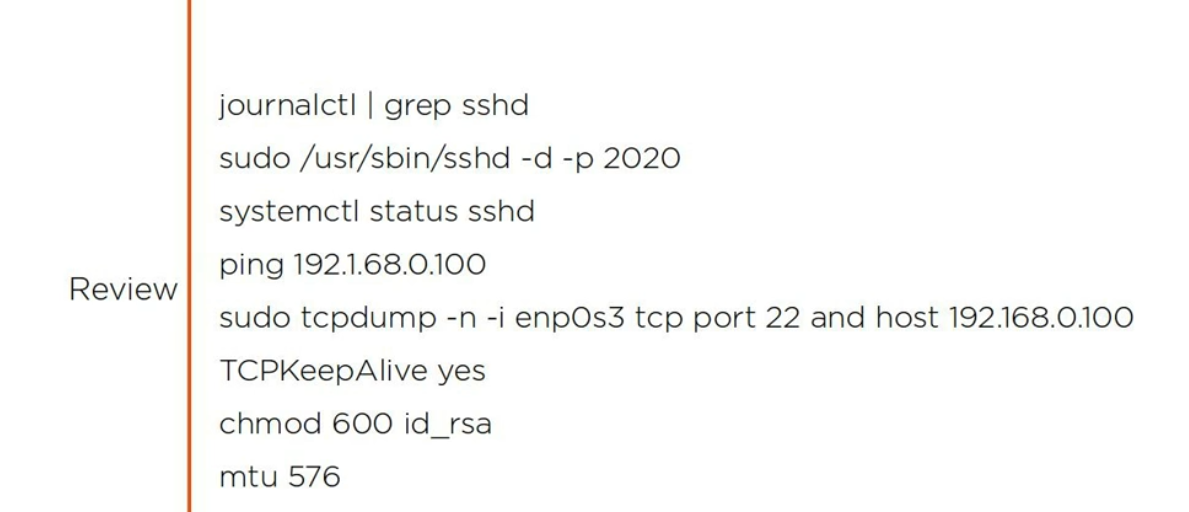 journalctl | grep sshd
sudo /usr/sbin/sshd -d -p 2020
systemctl status sshd
ping 192.1.68.0.100
Review
sudo tcpdump -n -i enp0s3 tcp port 22 and host 192.168.0.100
TCPKeepAlive yes
chmod 600 id_rsa
mtu 576